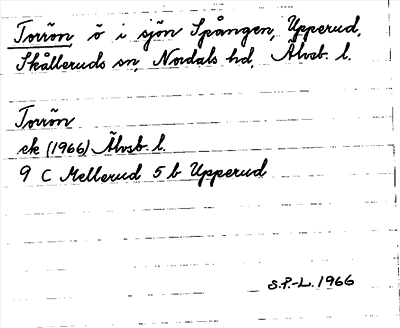 Torrön, ö i sjön Spången, Upperud,
Skålleruds sn, Nordals hd, Älvsb. l.
Torrön
ek (1966) Älvsb. l.
9 C Mellerud 5 b Upperud
S.P.-L. 1966